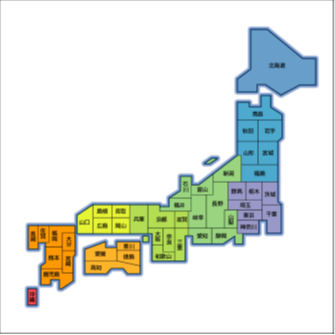 北海道
青森
秋田
岩手
山形
宮城
新潟
福島
石川
富山
群馬
栃木
茨城
長野
埼玉
福井
岐阜
山梨
東京
千葉
神奈川
島根
鳥取
兵庫
京都
滋賀
愛知
静岡
山口
広島
岡山
大阪
奈良
三重
和歌山
香川
愛媛
徳島
高知
長崎
佐賀
福岡
大分
熊本
宮崎
鹿児島
沖縄